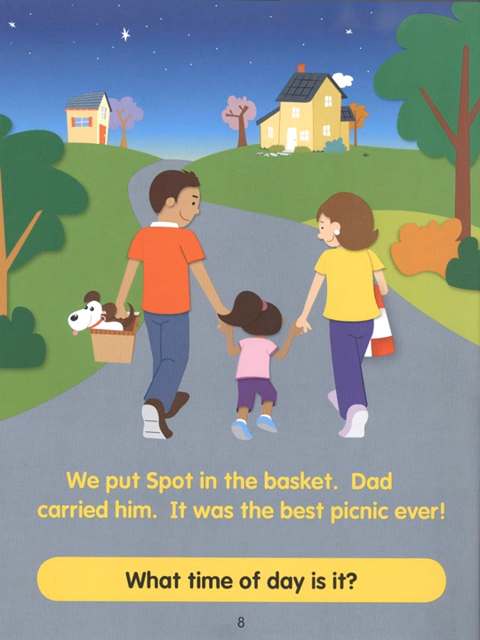 We put Spot in the basket. Dad
carried him. It was the best picnic ever!
What time of day is it?
8